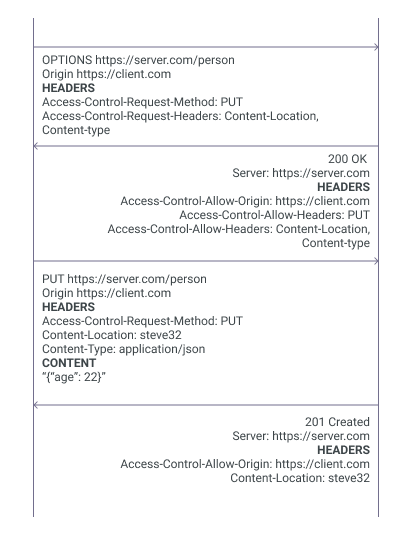 OPTIONS https://server.com/person
Origin https://client.com
HEADERS
Access-Control-Request-Method: PUT
Access-Control-Request-Headers: Content-Location,
Content-type
200 OK
Server: https://server.com
HEADERS
Access-Control-Allow-Origin: https://client.com
Access-Control-Allow-Headers: PUT
Access-Control-Allow-Headers: Content-Location,
Content-type
PUT https://server.com/person
Origin https://client.com
HEADERS
Access-Control-Request-Method: PUT
Content-Location: steve32
Content-Type: application/json
CONTENT
“{“age”: 22}”
201 Created
Server: https://server.com
HEADERS
Access-Control-Allow-Origin: https://client.com
Content-Location: steve32